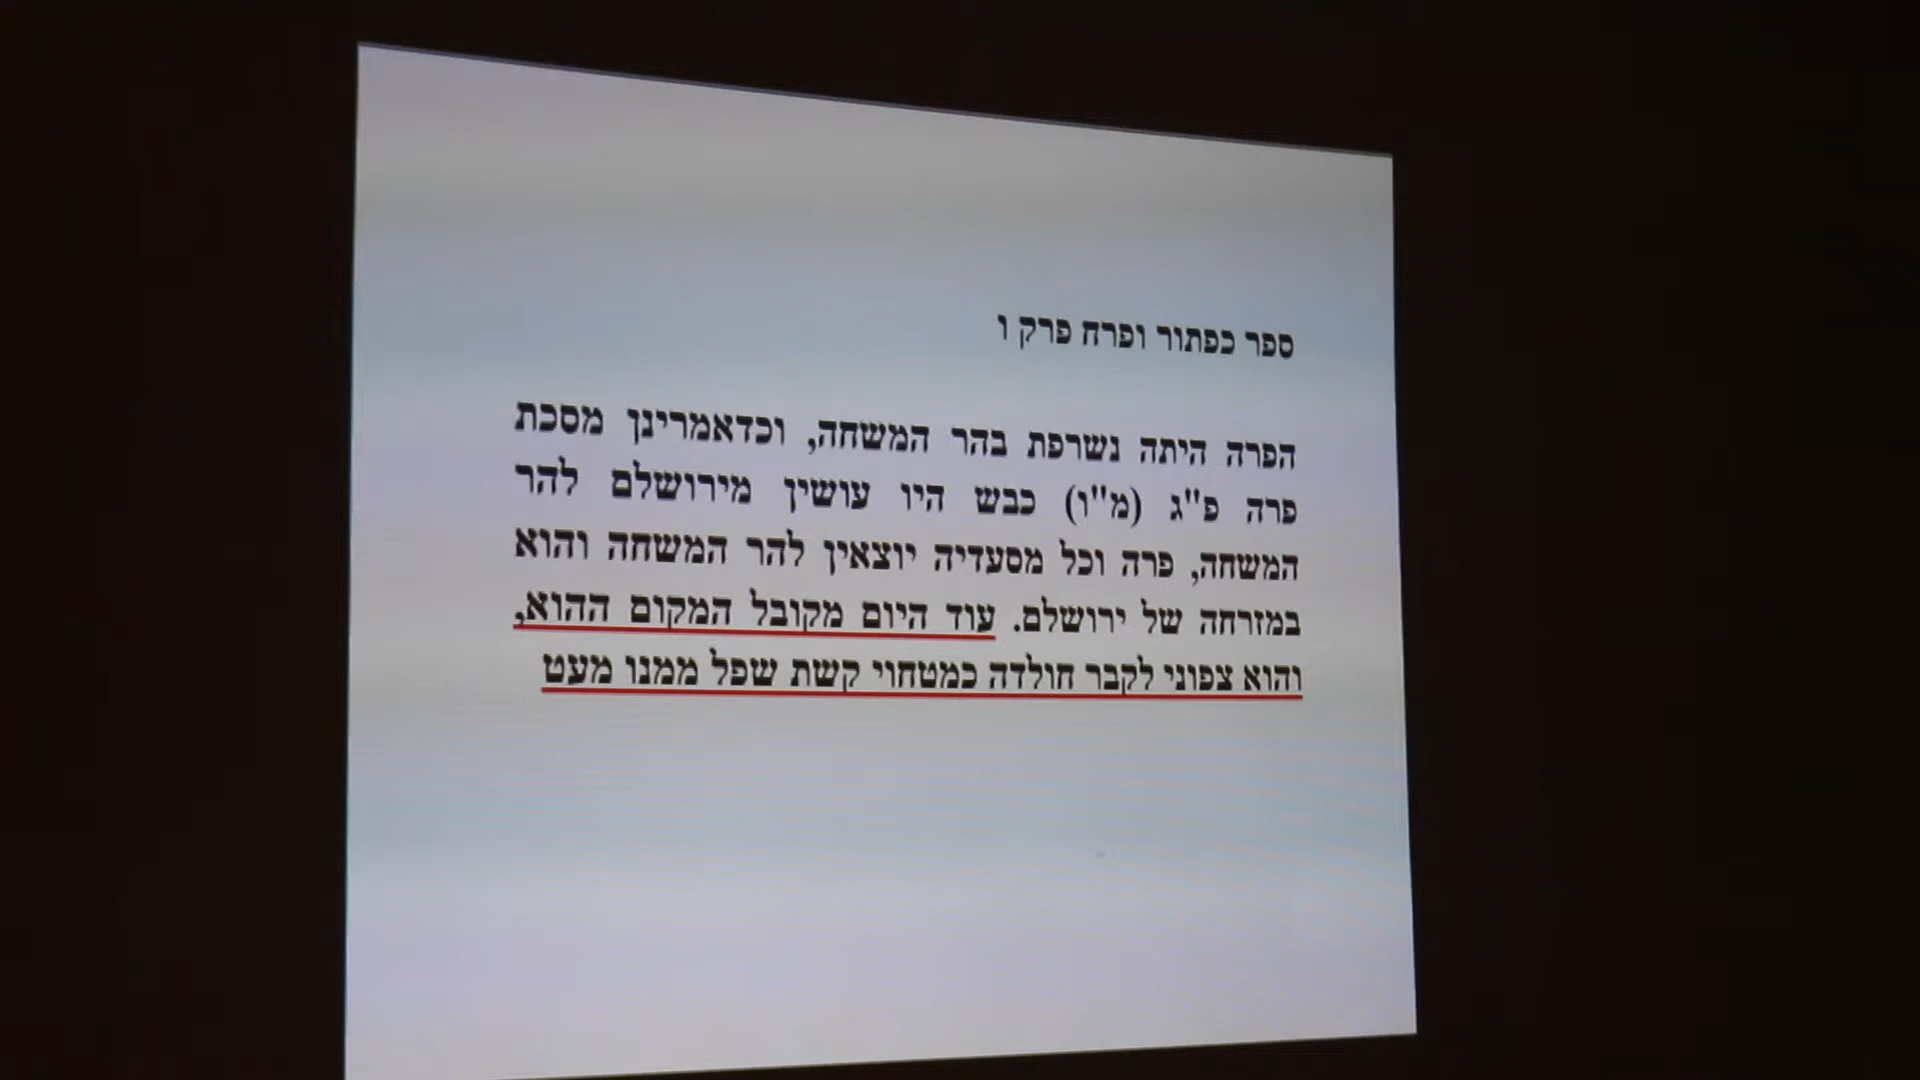 ספר כפתור ופרח פרק ו
הפרה היתה נשרפת בהר המשחה, וכדאמרינן מסכת
פרה פ"ג (מ"ו) כבש היו עושין מירושלם להר
המשחה, פרה וכל מסעדיה יוצאין להר המשחה והוא
במזרחה של ירושלם. עוד היום מקובל המקום ההוא,
והוא צפוני לקבר חולדה כמטחוי קשת שפל ממנו מעט